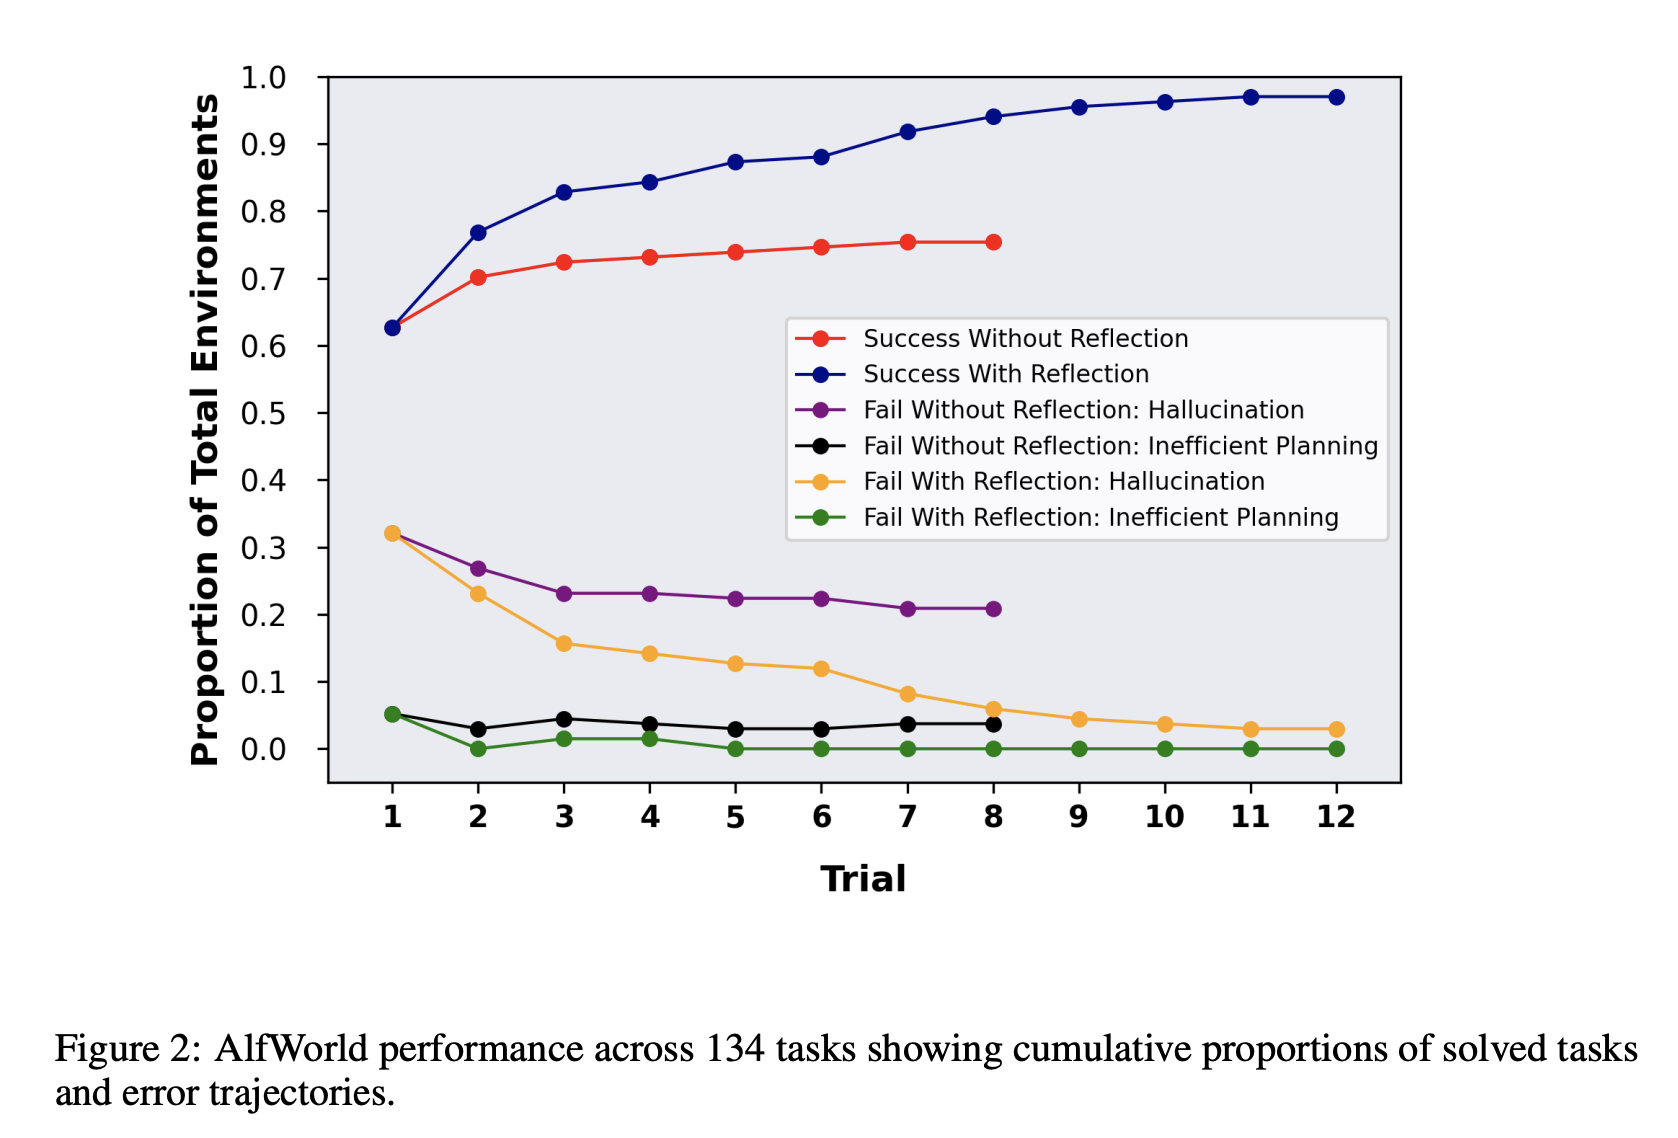 Proportion of Total Environments
1.0
0.9
0.8
0.7
0.6
0.5
0.4
0.3
0.2
0.1
0.0
Success Without Reflection
Success With Reflection
Fail Without Reflection: Hallucination
Fail Without Reflection: Inefficient Planning
Fail With Reflection: Hallucination
Fail With Reflection: Inefficient Planning
1 2 3 4 5 6 7 8 9 10 11 12
Trial
Figure 2: AlfWorld performance across 134 tasks showing cumulative proportions of solved tasks
and error trajectories.